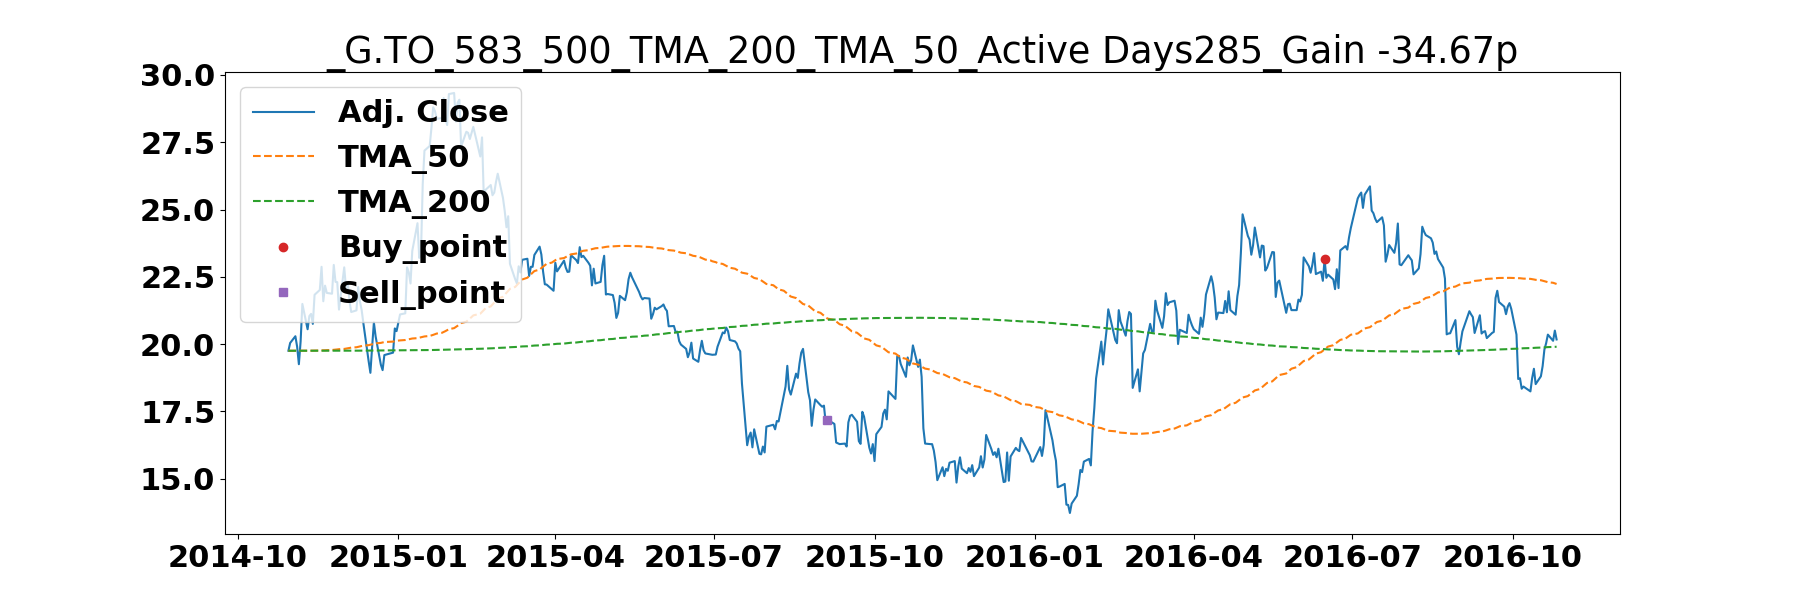 _G.TO_583_500_TMA_200_TMA_50_Active Days285_Gain -34.67p
30.0
27.5
25.0
22.5
20.0
17.5
15.0
Adj. Close
TMA_50
TMA_200
Buy_point
Sell_point
2014-10 2015-01 2015-04 2015-07 2015-10 2016-01 2016-04 2016-07 2016-10